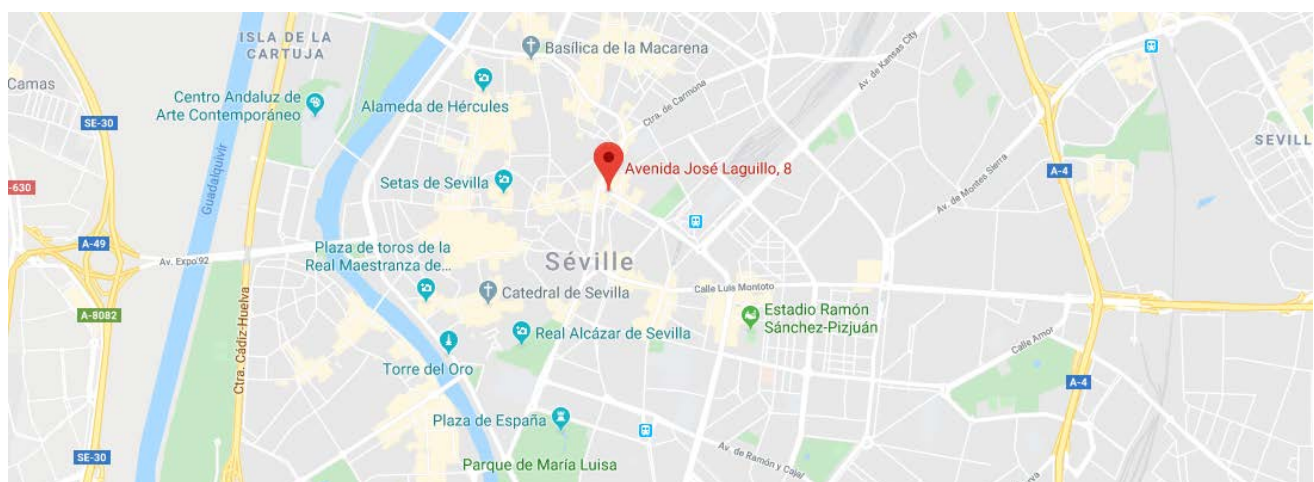 ISLA DE LA
CARTUJA
Basílica de la Macarena
Camas
Centro Andaluz de
Arte Contemporáneo
Alameda de Hércules
Ctra. de Carmona
Av. de Kansas City
SE-30
Guadalquivir
SEVILL
Avenida José Laguillo, 8
A-4
-630
Setas de Sevilla
Av. de Montes Sierra
A-49
Av. Expo'92
Plaza de toros de la
Real Maestranza de...
Séville
Catedral de Sevilla
Calle Luis Montoto
A-8082
Ctra. Cádiz-Huelva
Estadio Ramón
Sánchez-Pizjuán
Real Alcázar de Sevilla
Calle Amor
Torre del Oro
A-4
Plaza de España
SE-30
Parque de María Luisa
Av. de Ramón y Cajal